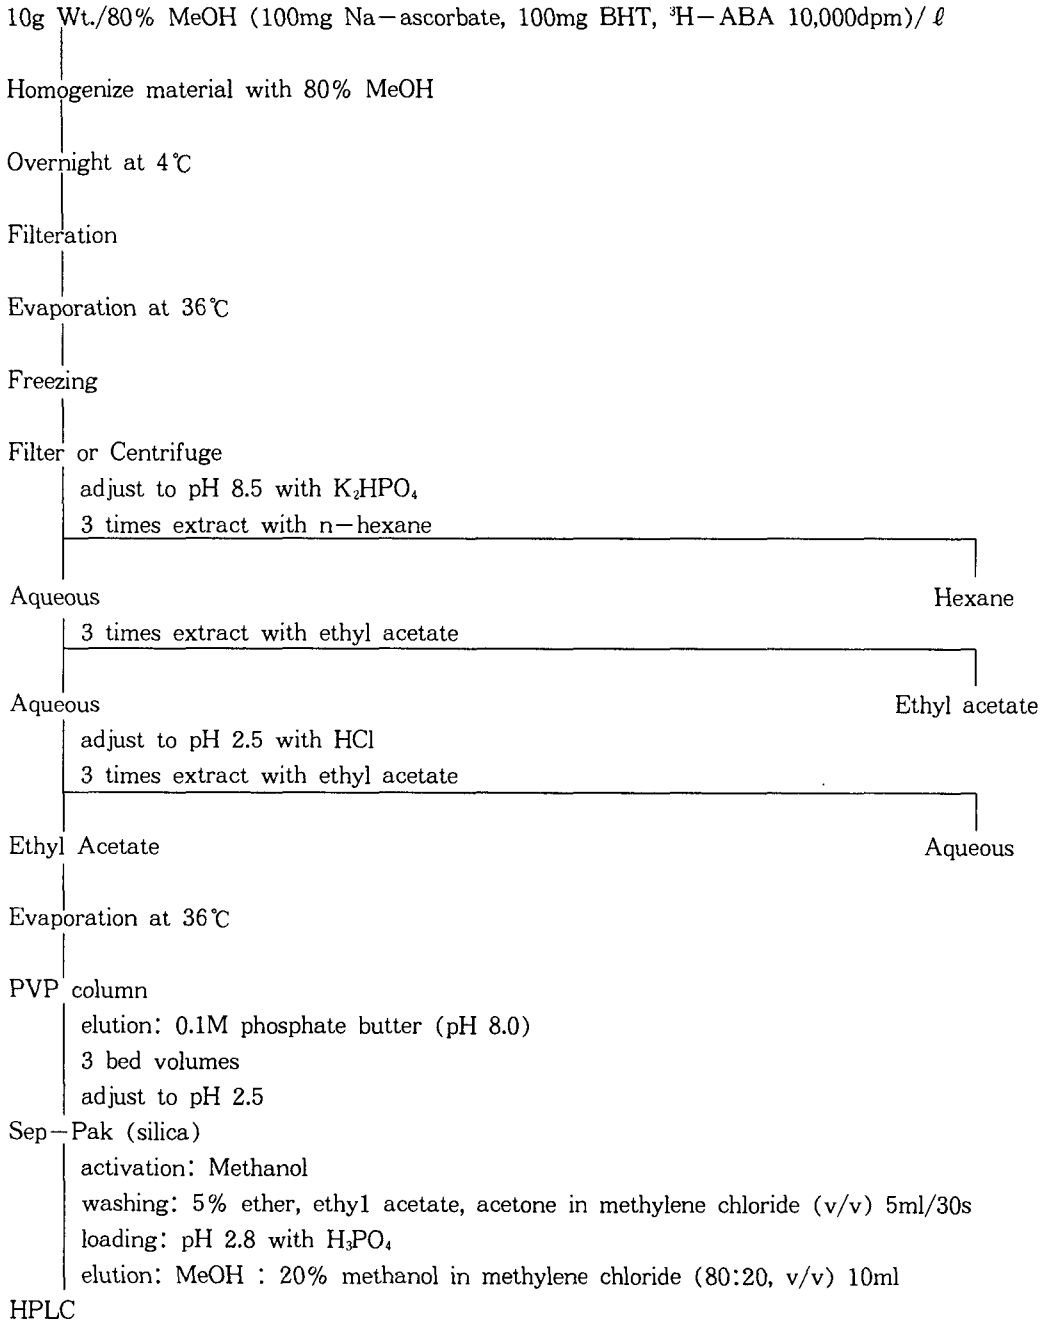 10g Wt./80% MeOH (100mg Na－ascorbate, 100mg BHT, ³H－ABA 10,000dpm)/ℓ
Homogenize material with 80% MeOH
Overnight at 4℃
Filteration
Evaporation at 36℃
Freezing
Filter or Centrifuge
adjust to pH 8.5 with K₂HPO₄
3 times extract with n－hexane
Aqueous
Hexane
3 times extract with ethyl acetate
Aqueous
Ethyl acetate
adjust to pH 2.5 with HCl
3 times extract with ethyl acetate
Ethyl Acetate
Aqueous
Evaporation at 36℃
PVP column
elution: 0.1M phosphate butter (pH 8.0)
3 bed volumes
adjust to pH 2.5
Sep－Pak (silica)
activation: Methanol
washing: 5% ether, ethyl acetate, acetone in methylene chloride (v/v) 5ml/30s
loading: pH 2.8 with H₃PO₄
elution: MeOH : 20% methanol in methylene chloride (80:20, v/v) 10ml
HPLC